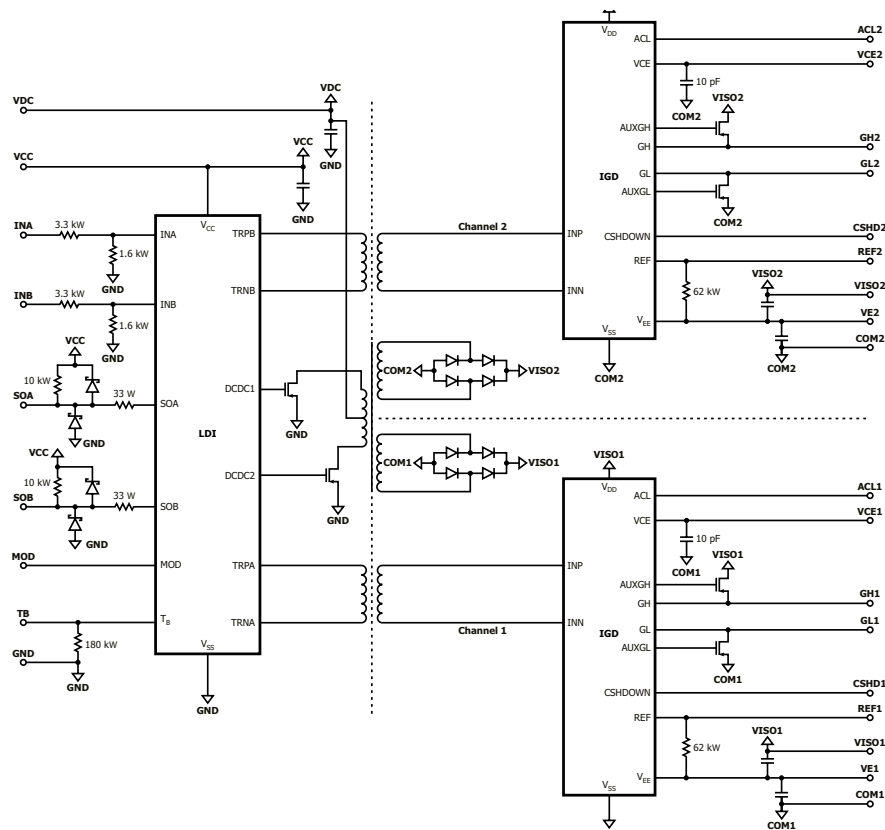 VDC
VDC
GND
VCC
VCC
GND
INA
3.3 kW
1.6 kW
GND
INB
3.3 kW
1.6 kW
GND
VCC
10 kW
SOA
33 W
GND
VCC
10 kW
SOB
33 W
GND
MOD
TB
180 kW
GND
GND
VCC
INA
INB
SOA
LDI
SOB
MOD
TB
VSS
GND
TRPB
TRNB
DCDC1
DCDC2
TRPA
TRNA
GND
GND
Channel 2
COM2
VISO2
COM1
VISO1
Channel 1
VDD
ACL
VCE
AUXGH
GH
GL
AUXGL
IGD
INP
CSHDOWN
REF
INN
VEE
VSS
COM2
ACL2
VCE2
10 pF
COM2
VISO2
GH2
GL2
COM2
CSHD2
REF2
62 kW
VISO2
VISO2
VE2
COM2
COM2
VISO1
VDD
ACL
VCE
INP
AUXGH
GH
GL
INN
IGD
AUXGL
CSHDOWN
REF
VEE
VSS
ACL1
VCE1
10 pF
COM1
VISO1
GH1
GL1
COM1
CSHD1
REF1
62 kW
VISO1
VISO1
VE1
COM1
COM1